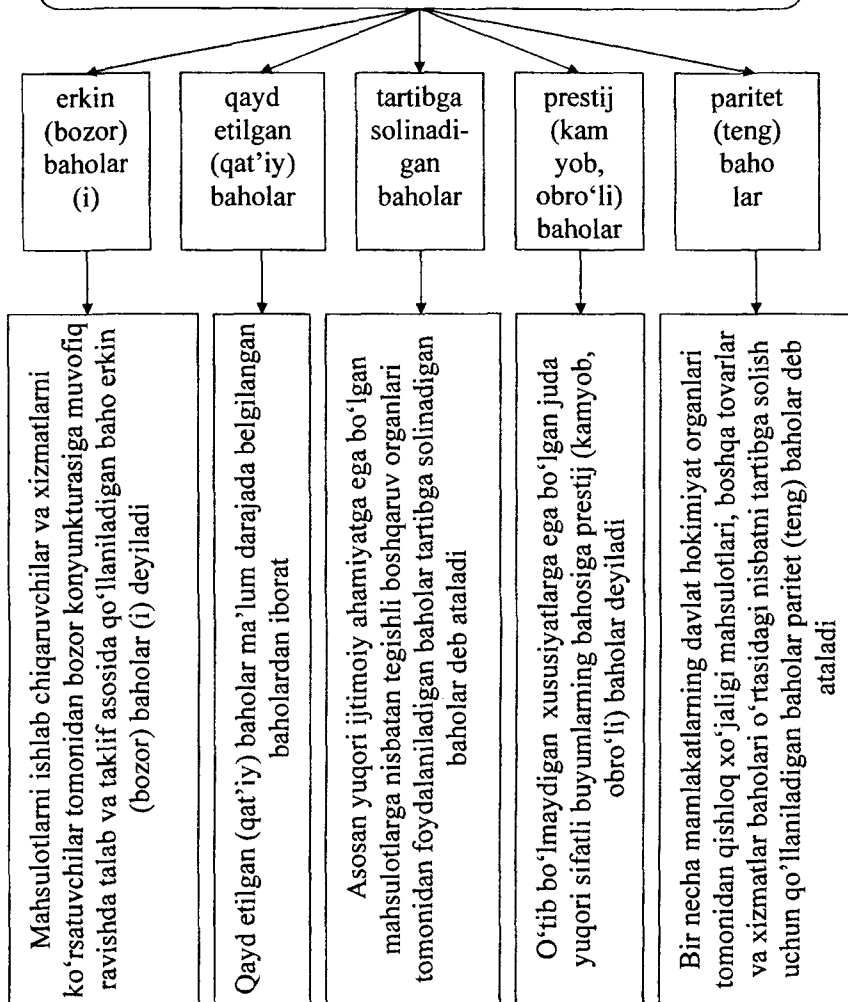 erkin
(bozor)
baholar
(i)
qayd
etilgan
(qat’iy)
baholar
tartibga
solinadi-
gan
baholar
prestij
(kam
yob,
obro‘li)
baholar
paritet
(teng)
baho
lar
Mahsulotlarni ishlab chiqaruvchilar va xizmatlarni
ko‘rsatuvchilar tomonidan bozor konyunkturasiga muvofiq
ravishda talab va taklif asosida qo‘llaniladigan baho erkin
(bozor) baholar (i) deyiladi
Qayd etilgan (qat’iy) baholar ma’lum darajada belgilangan
baholardan iborat
Asosan yuqori ijtimoiy ahamiyatga ega bo‘lgan
mahsulotlarga nisbatan tegishli boshqaruv organlari
tomonidan foydalaniladigan baholar tartibga solinadigan
baholar deb ataladi
O‘tib bo‘lmaydigan xususiyatlarga ega bo‘lgan juda
yuqori sifatli buyumlarning bahosiga prestij (kamyob,
obro‘li) baholar deyiladi
Bir necha mamlakatlarning davlat hokimiyat organlari
tomonidan qishloq xo‘jaligi mahsulotlari, boshqa tovarlar
va xizmatlar baholari o‘rtasidagi nisbatni tartibga solish
uchun qo‘llaniladigan baholar paritet (teng) baholar deb
ataladi